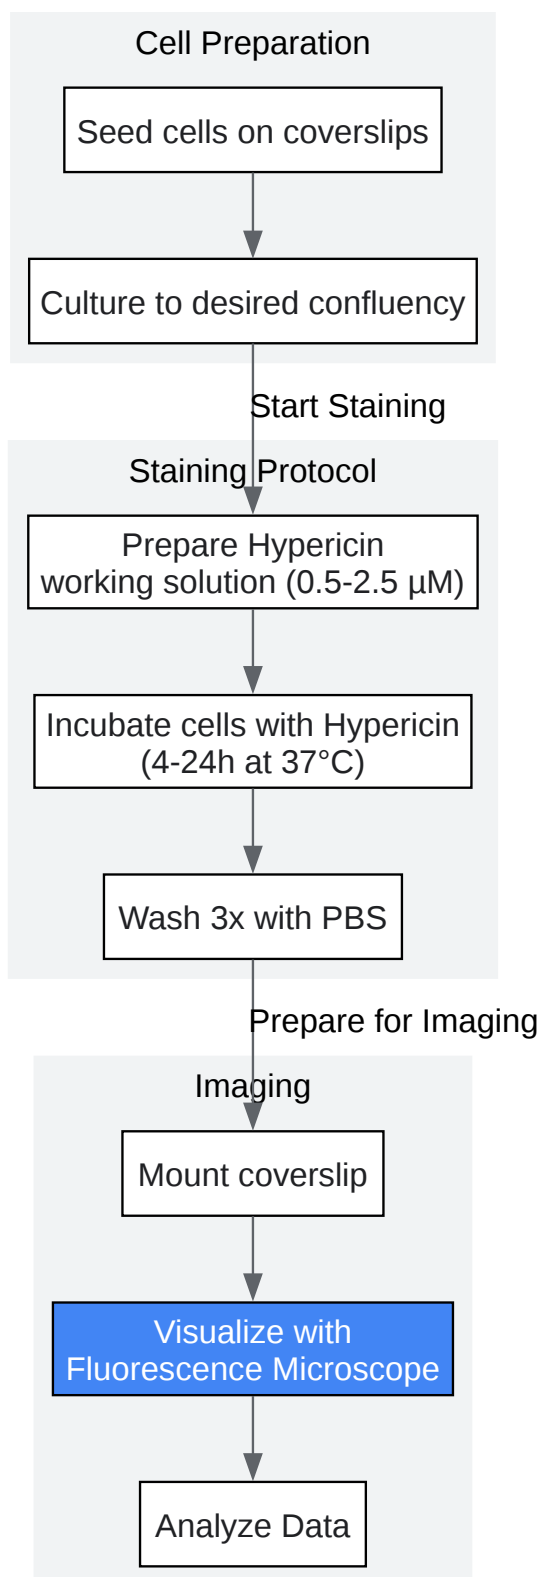 Cell Preparation
Seed cells on coverslips
Culture to desired confluency
Start Staining
Staining Protocol
Prepare Hypericin
working solution (0.5-2.5 µM)
Incubate cells with Hypericin
(4-24h at 37°C)
Wash 3x with PBS
Prepare for Imaging
Imaging
Mount coverslip
Visualize with
Fluorescence Microscope
Analyze Data